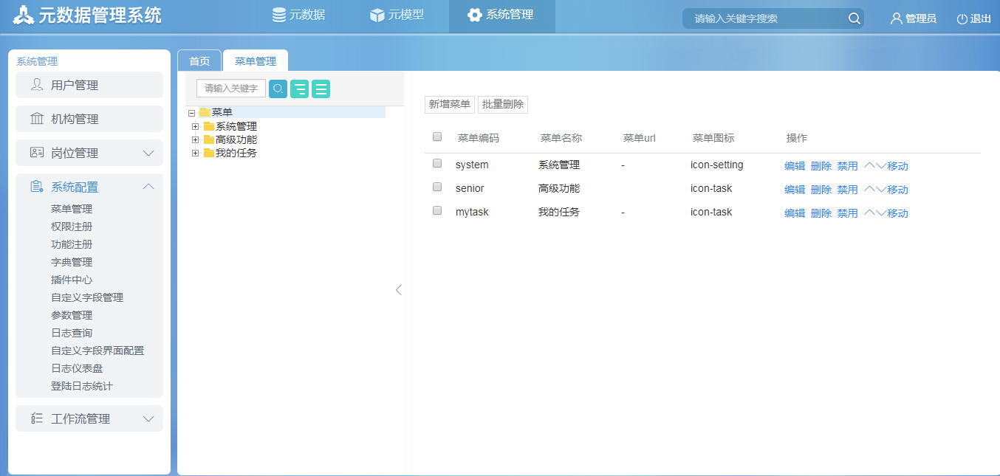 元数据管理系统
元数据
元模型
系统管理
请输入关键字搜索
管理员
退出
系统管理
用户管理
机构管理
岗位管理
系统配置
菜单管理
权限注册
功能注册
字典管理
插件中心
自定义字段管理
参数管理
日志查询
自定义字段界面配置
日志仪表盘
登陆日志统计
工作流管理
首页
菜单管理
请输入关键字
菜单
系统管理
高级功能
我的任务
新增菜单 批量删除
菜单编码 菜单名称 菜单url 菜单图标 操作
system 系统管理 - icon-setting 编辑 删除 禁用 移动
senior 高级功能 icon-task 编辑 删除 禁用 移动
mytask 我的任务 - icon-task 编辑 删除 禁用 移动